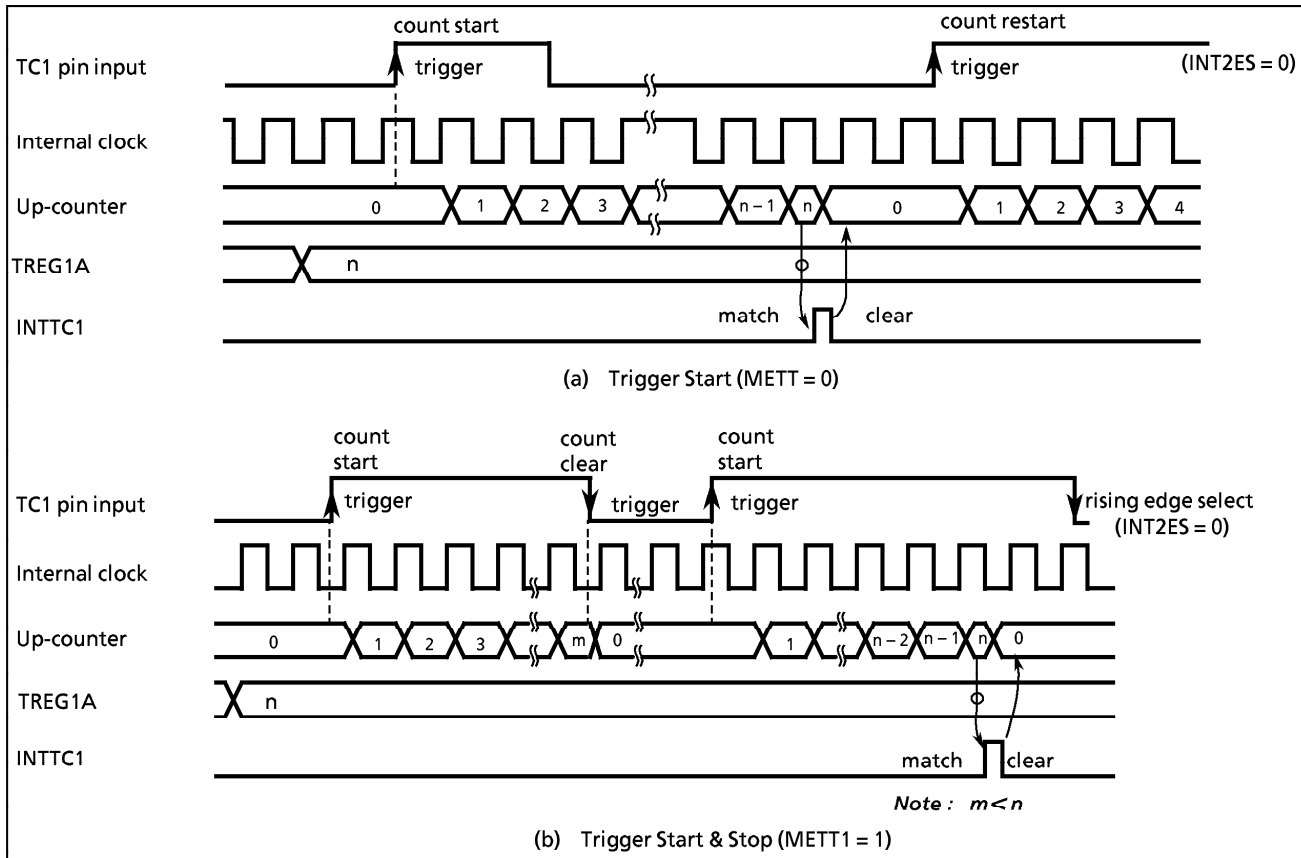 count start
count restart
TC1 pin input
trigger
trigger
(INT2ES = 0)
Internal clock
Up-counter
0 1 2 3 n – 1 n 0 1 2 3 4
TREG1A
n
INTTC1
match
clear
(a) Trigger Start (METT = 0)
count start
count clear
count start
TC1 pin input
trigger
trigger
trigger
rising edge select
(INT2ES = 0)
Internal clock
Up-counter
0 1 2 3 m 0 1 n – 2 n – 1 n 0
TREG1A
n
INTTC1
match
clear
Note : m < n
(b) Trigger Start & Stop (METT1 = 1)